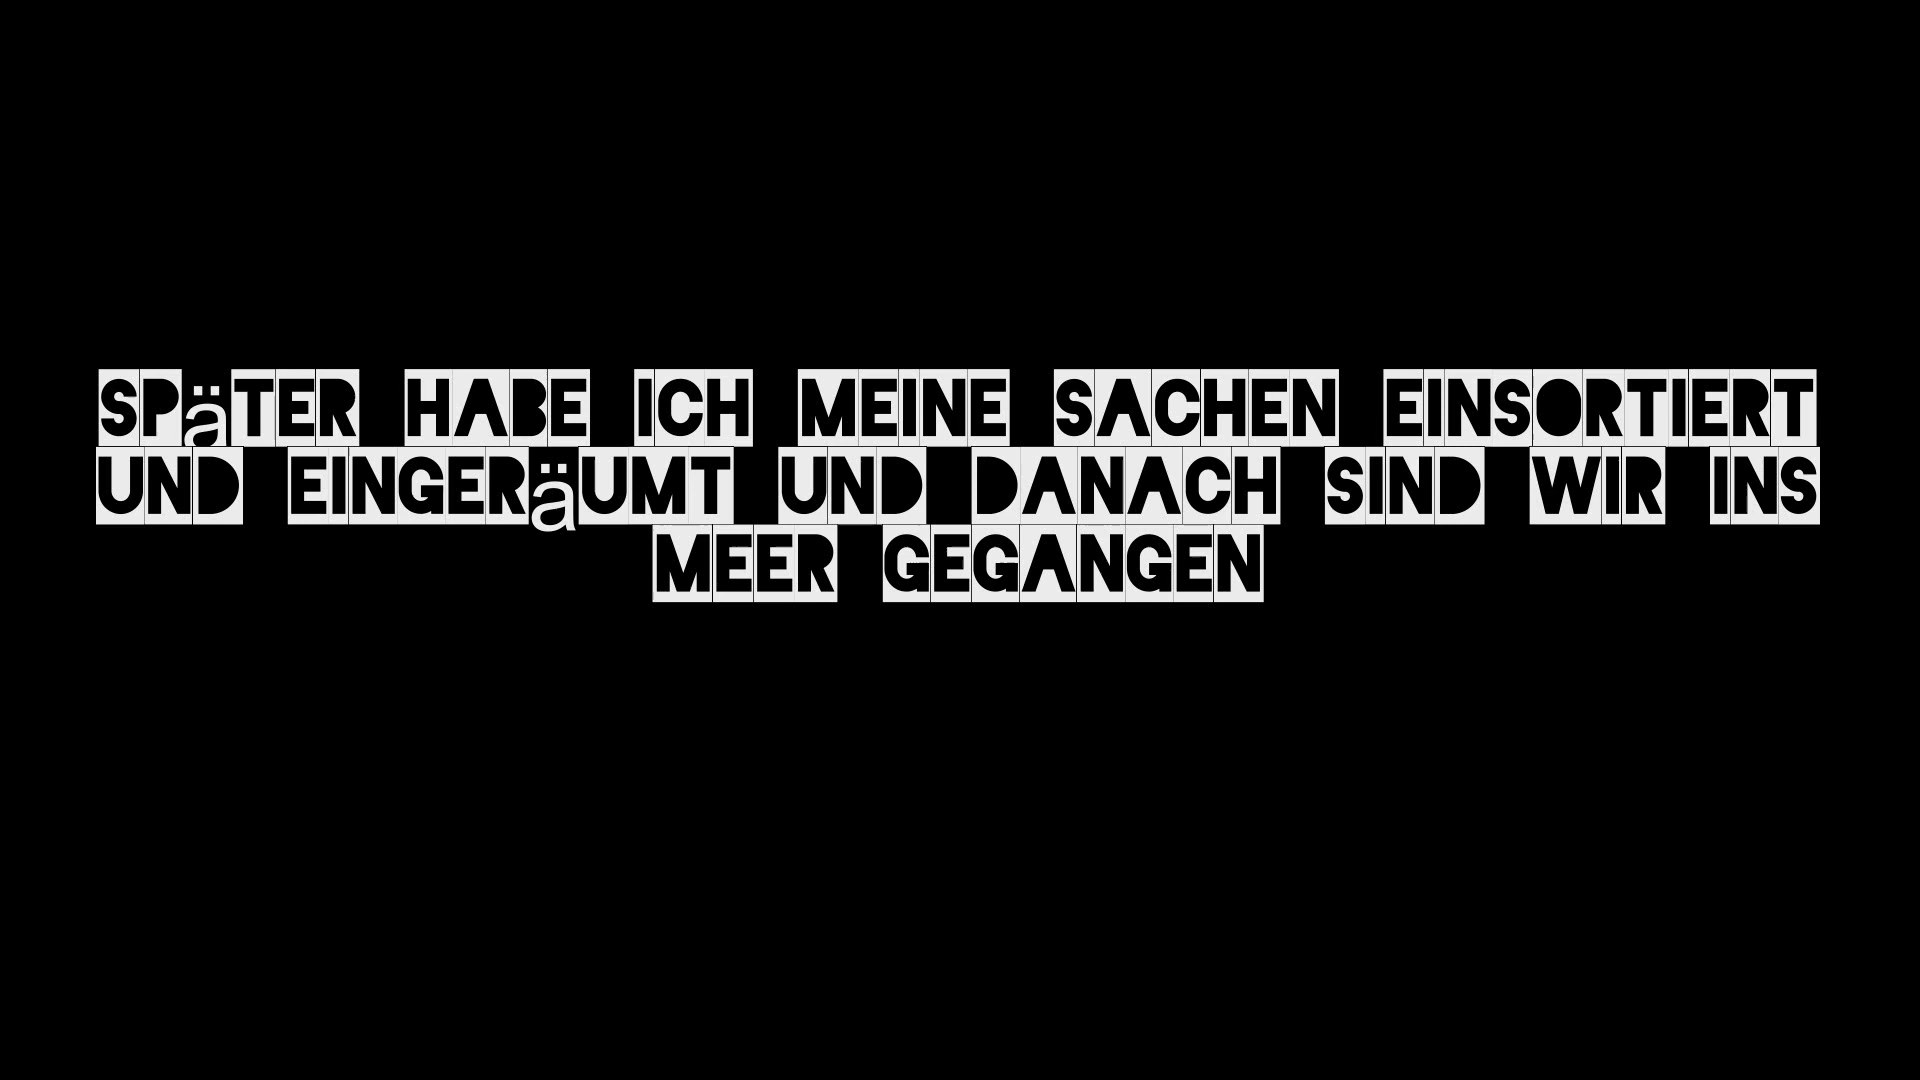 SPäTER HABE ICH MEINE SACHEN EINSORTIERT
UND EINGERäUMT UND DANACH SIND WIR INS
MEER GEGANGEN